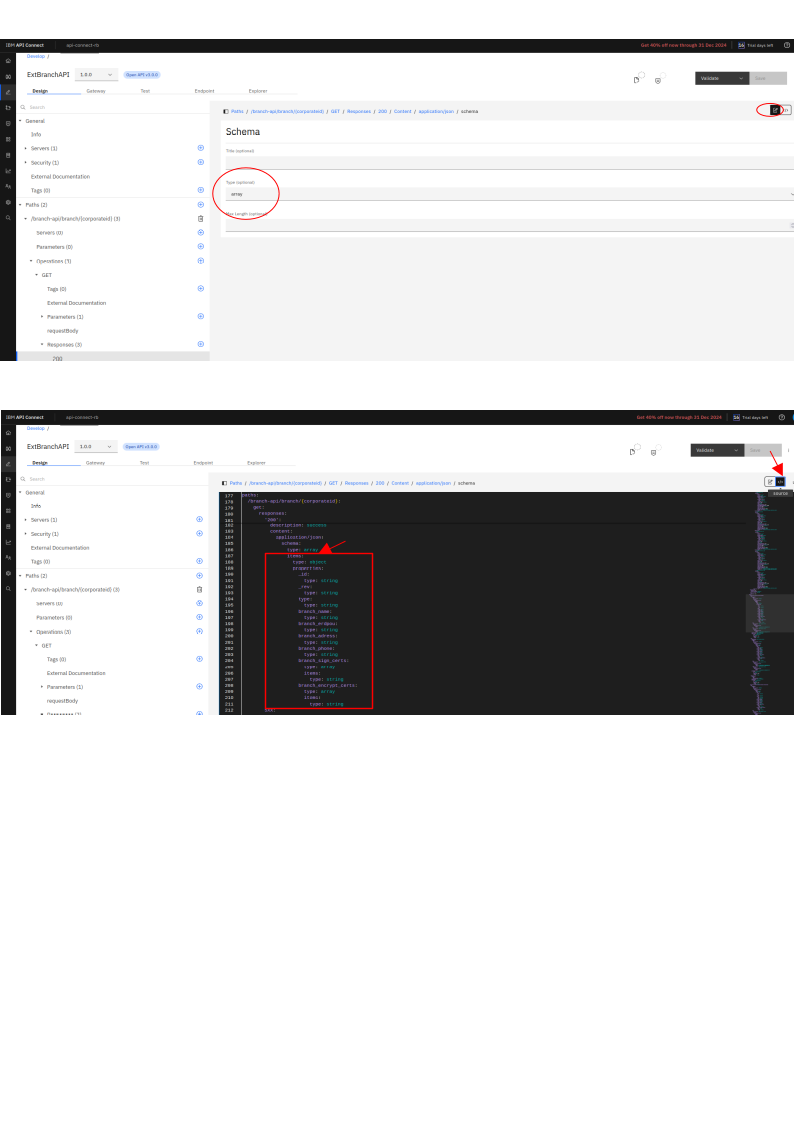 IBM API Connect api-connect-rb Get 40% off now through 31 Dec 2024 Trial days left
Develop /
ExtBranchAPI 1.0.0 Open API v3.0.0 Validate Save
Design Gateway Test Endpoint Explorer
Search
Paths / /branch-api/branch/{corporateid} / GET / Responses / 200 / Content / application/json / schema
General
Schema
Info
Servers (1)
Title (optional)
Security (1)
External Documentation
Type (optional)
Tags (0)
array
Paths (2)
Max Length (optional)
/branch-api/branch/{corporateid} (3)
Servers (0)
Parameters (0)
Operations (3)
GET
Tags (0)
External Documentation
Parameters (1)
requestBody
Responses (3)
200
IBM API Connect api-connect-rb Get 40% off now through 31 Dec 2024 Trial days left
Develop /
ExtBranchAPI 1.0.0 Open API v3.0.0 Validate Save
Design Gateway Test Endpoint Explorer
Search
Paths / /branch-api/branch/{corporateid} / GET / Responses / 200 / Content / application/json / schema
source
General
Info
Servers (1)
Security (1)
External Documentation
Tags (0)
Paths (2)
/branch-api/branch/{corporateid} (3)
Servers (0)
Parameters (0)
Operations (3)
GET
Tags (0)
External Documentation
Parameters (1)
requestBody
Responses (3)
177 paths:
178 /branch-api/branch/{corporateid}:
179 get:
180 responses:
181 '200':
182 description: success
183 content:
184 application/json:
185 schema:
186 type: array
187 items:
188 type: object
189 properties:
190 _id:
191 type: string
192 _rev:
193 type: string
194 type:
195 type: string
196 branch_name:
197 type: string
198 branch_erdpou:
199 type: string
200 branch_adress:
201 type: string
202 branch_phone:
203 type: string
204 branch_sign_certs:
205 type: array
206 items:
207 type: string
208 branch_encrypt_certs:
209 type: array
210 items:
211 type: string
212